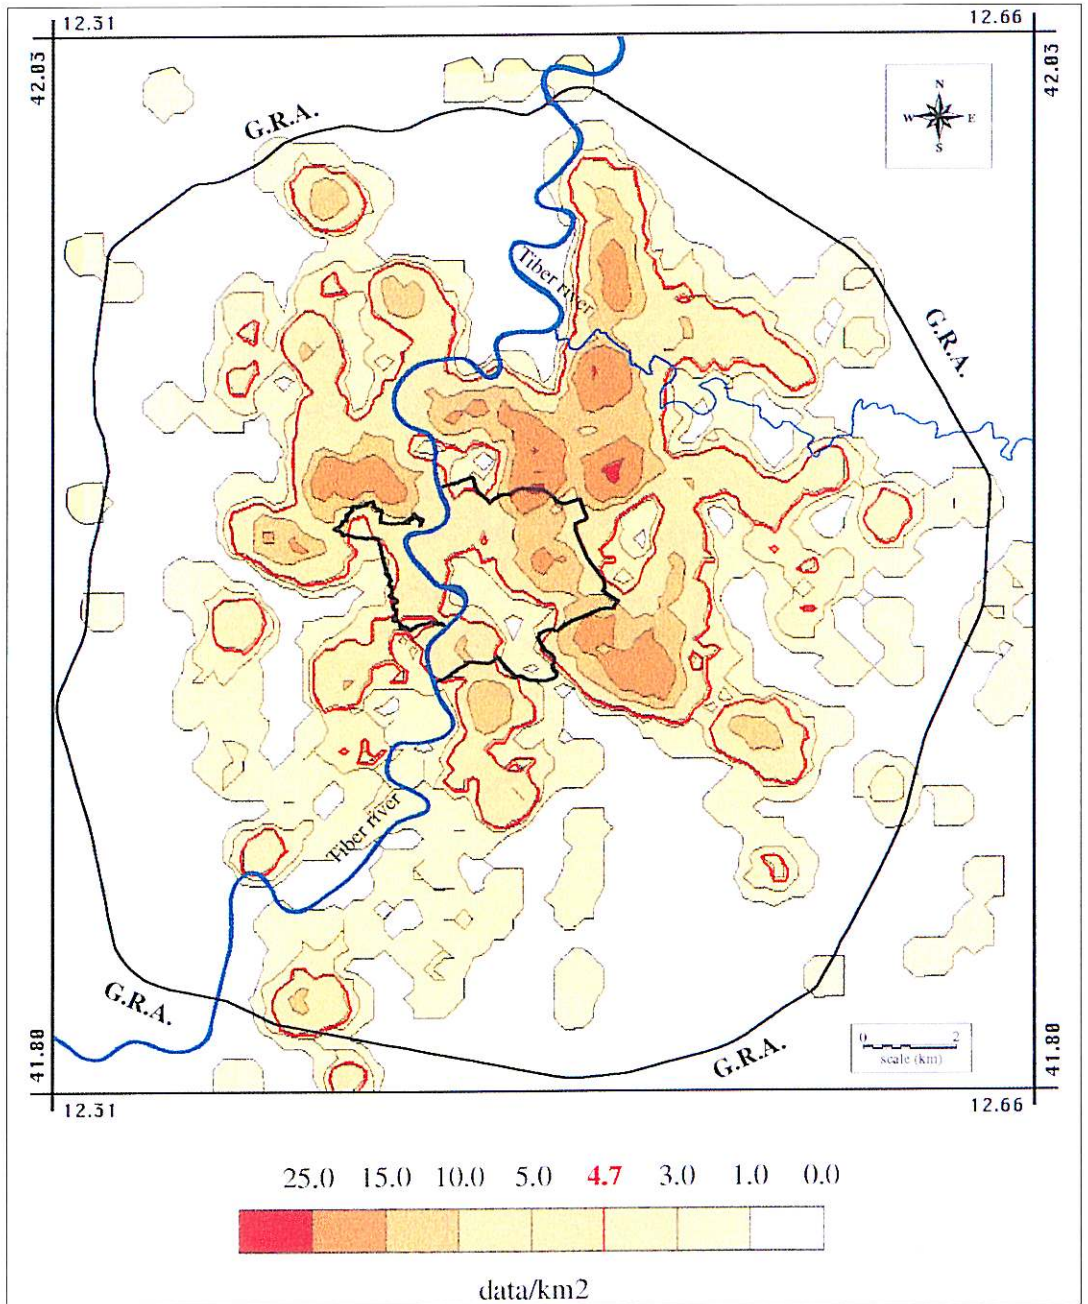 12.31 12.66
42.03 42.03
N
W E
S
G.R.A.
Tiber river
G.R.A.
Tiber river
G.R.A.
G.R.A.
0 2
scale (km)
41.80 41.80
12.31 12.66
25.0 15.0 10.0 5.0 4.7 3.0 1.0 0.0
data/km2